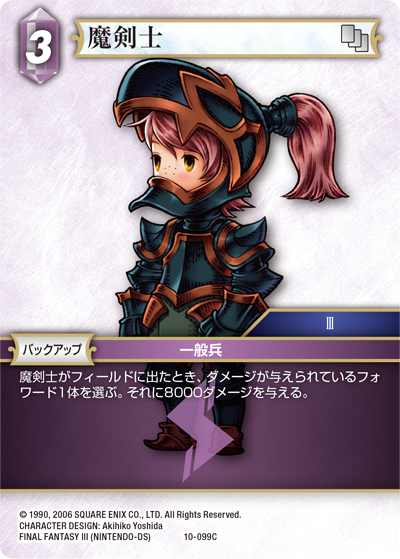 3
魔剣士
III
バックアップ
一般兵
魔剣士がフィールドに出たとき、ダメージが与えられているフォ
ワード1体を選ぶ。それに8000ダメージを与える。
© 1990, 2006 SQUARE ENIX CO., LTD. All Rights Reserved.
CHARACTER DESIGN: Akihiko Yoshida
FINAL FANTASY III (NINTENDO-DS) 10-099C